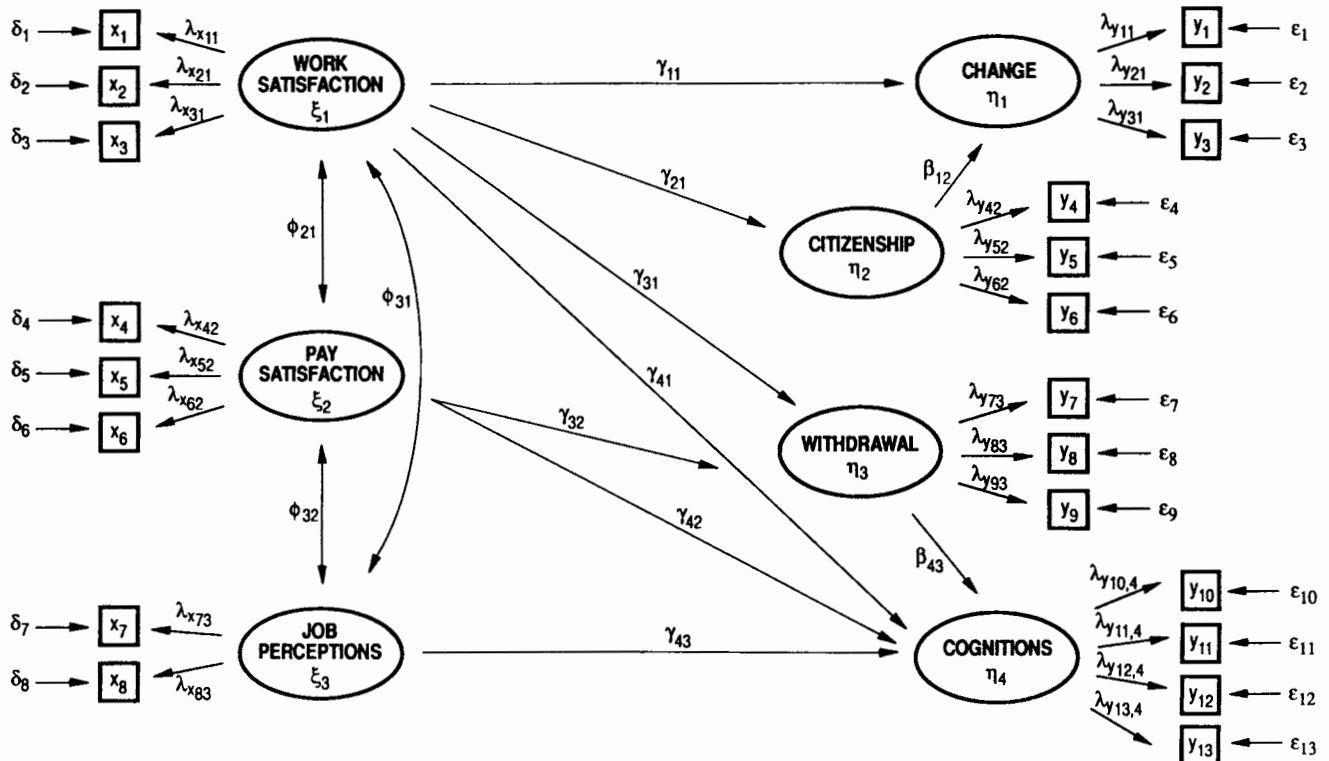 δ₁ x₁ λx₁₁
δ₂ x₂ λx₂₁
δ₃ x₃ λx₃₁
WORK
SATISFACTION
ξ₁
γ₁₁
CHANGE
η₁
λy₁₁ y₁ ε₁
λy₂₁ y₂ ε₂
λy₃₁ y₃ ε₃
γ₂₁
β₁₂
CITIZENSHIP
η₂
λy₄₂ y₄ ε₄
λy₅₂ y₅ ε₅
λy₆₂ y₆ ε₆
ϕ₂₁
ϕ₃₁
γ₃₁
γ₄₁
δ₄ x₄ λx₄₂
δ₅ x₅ λx₅₂
δ₆ x₆ λx₆₂
PAY
SATISFACTION
ξ₂
γ₃₂
γ₄₂
WITHDRAWAL
η₃
λy₇₃ y₇ ε₇
λy₈₃ y₈ ε₈
λy₉₃ y₉ ε₉
ϕ₃₂
β₄₃
δ₇ x₇ λx₇₃
δ₈ x₈ λx₈₃
JOB
PERCEPTIONS
ξ₃
γ₄₃
COGNITIONS
η₄
λy₁₀,₄ y₁₀ ε₁₀
λy₁₁,₄ y₁₁ ε₁₁
λy₁₂,₄ y₁₂ ε₁₂
λy₁₃,₄ y₁₃ ε₁₃